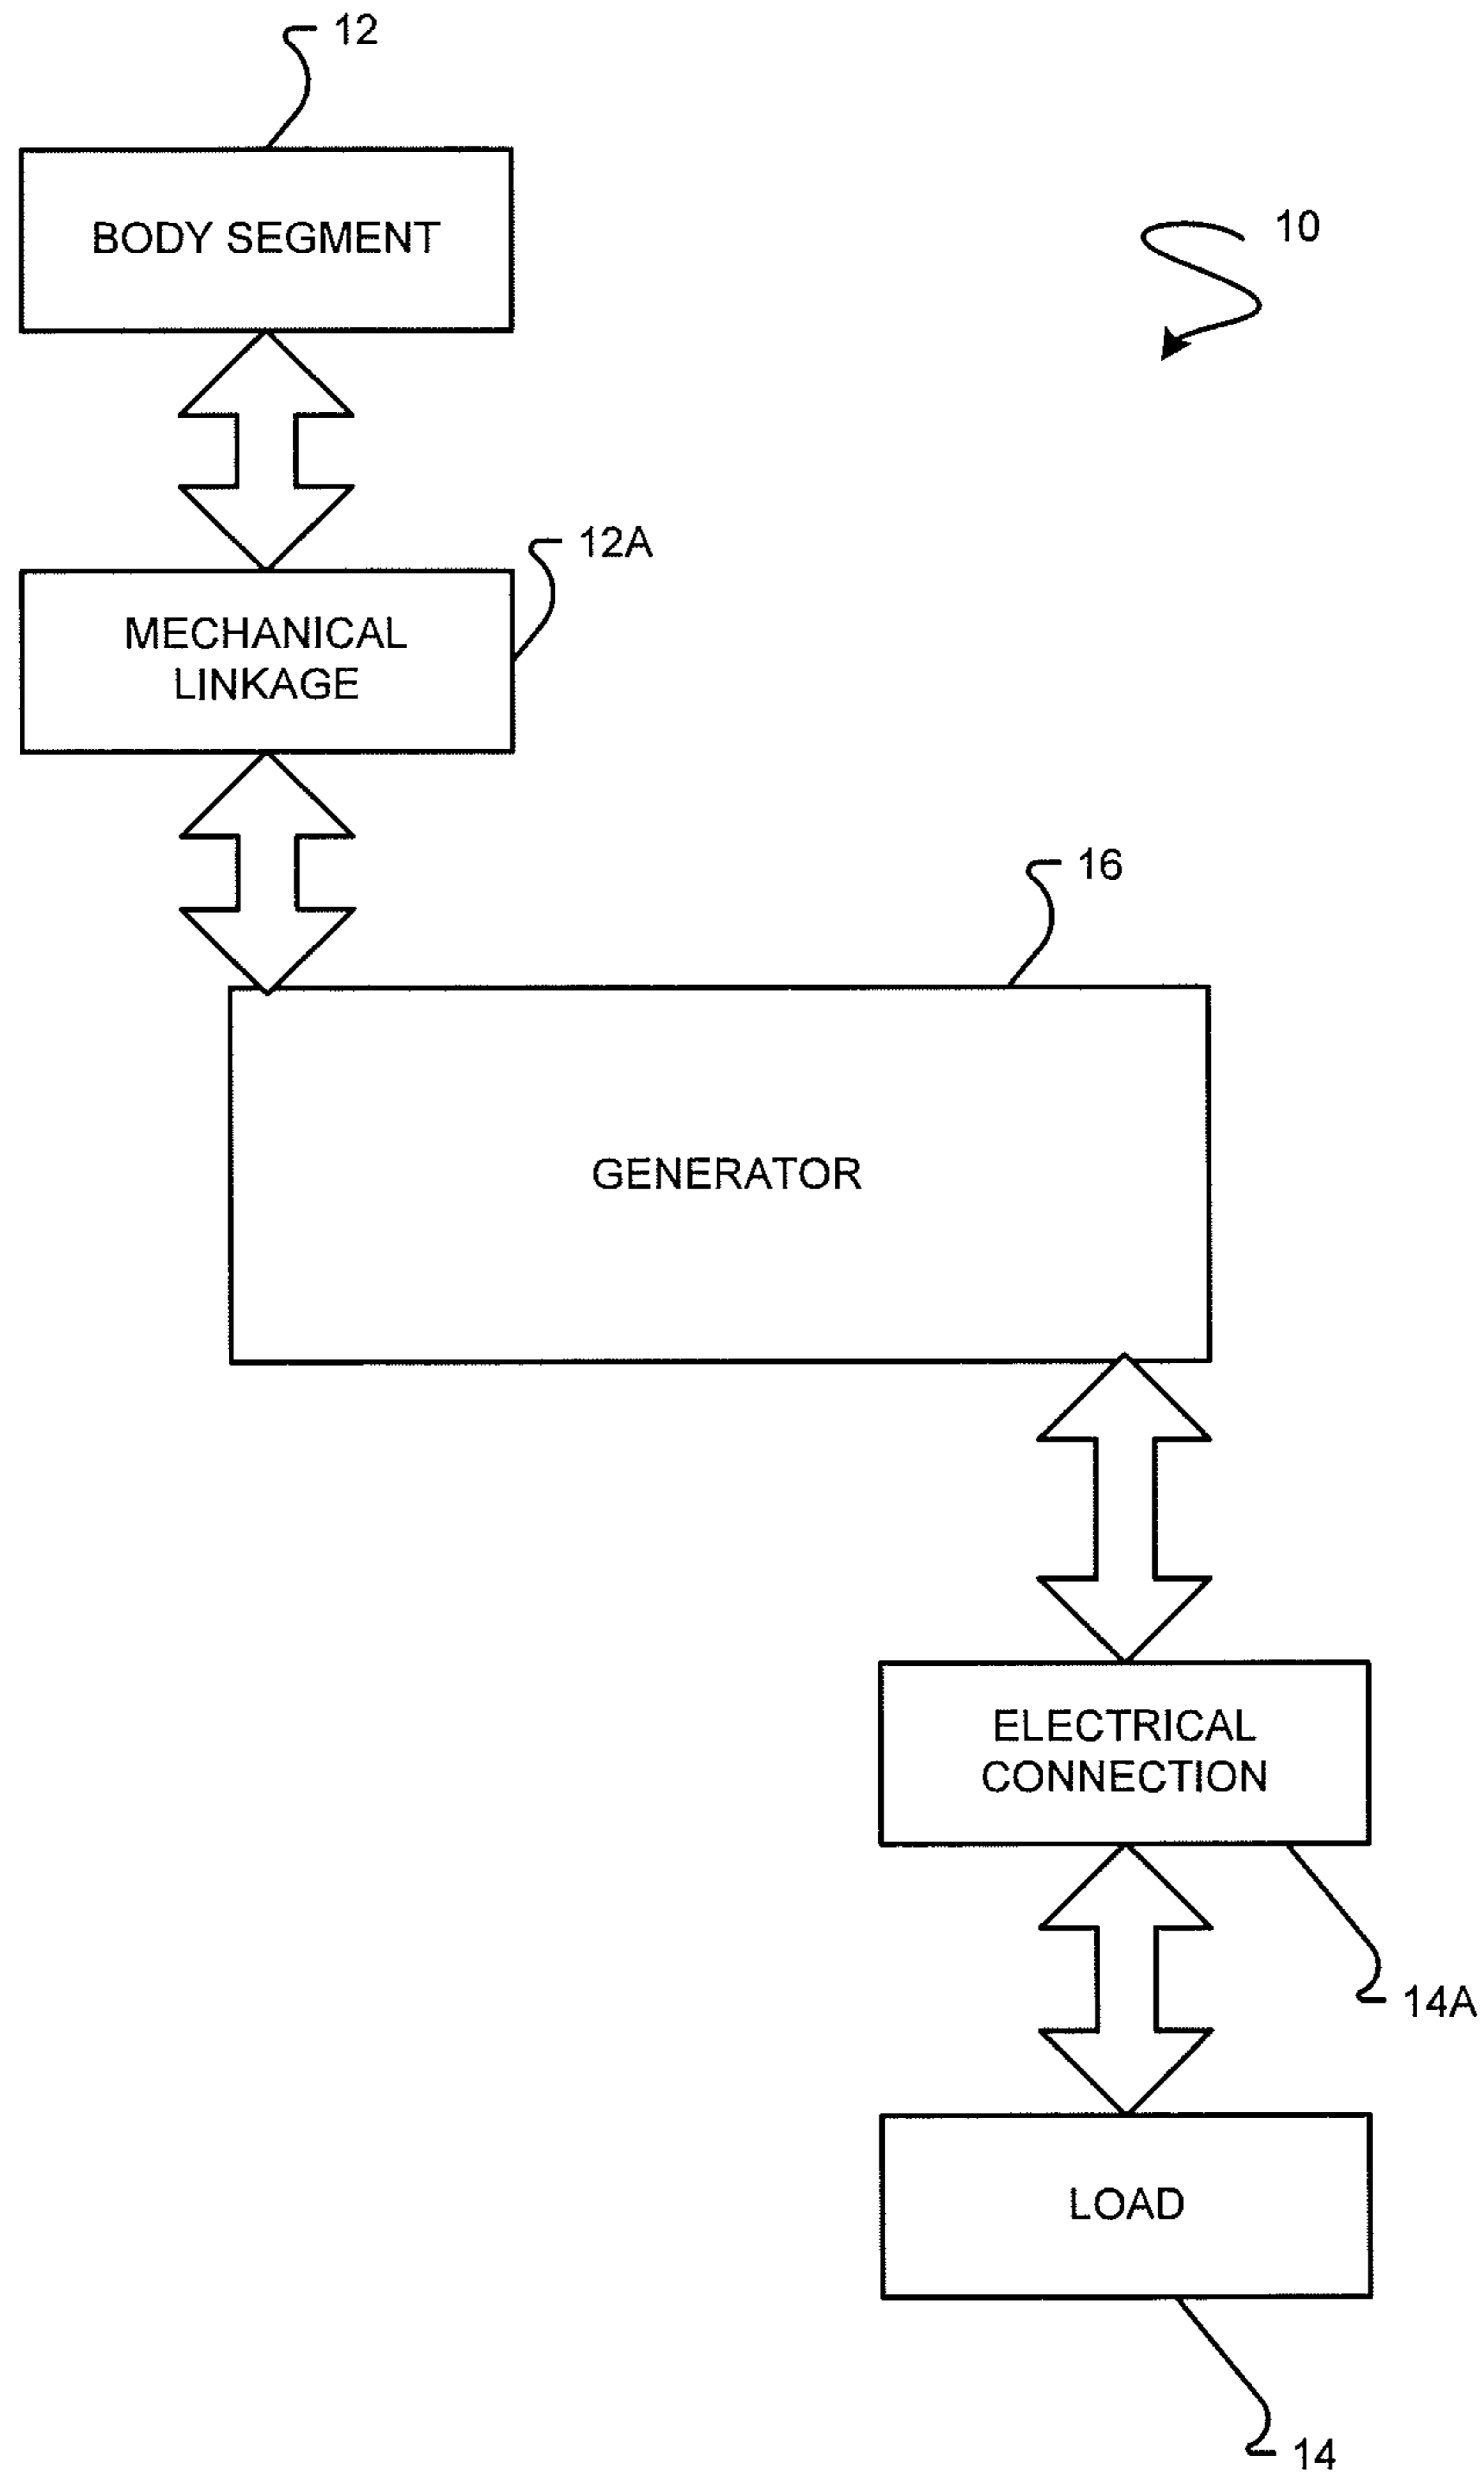 12
BODY SEGMENT
10
12A
MECHANICAL
LINKAGE
16
GENERATOR
ELECTRICAL
CONNECTION
14A
LOAD
14